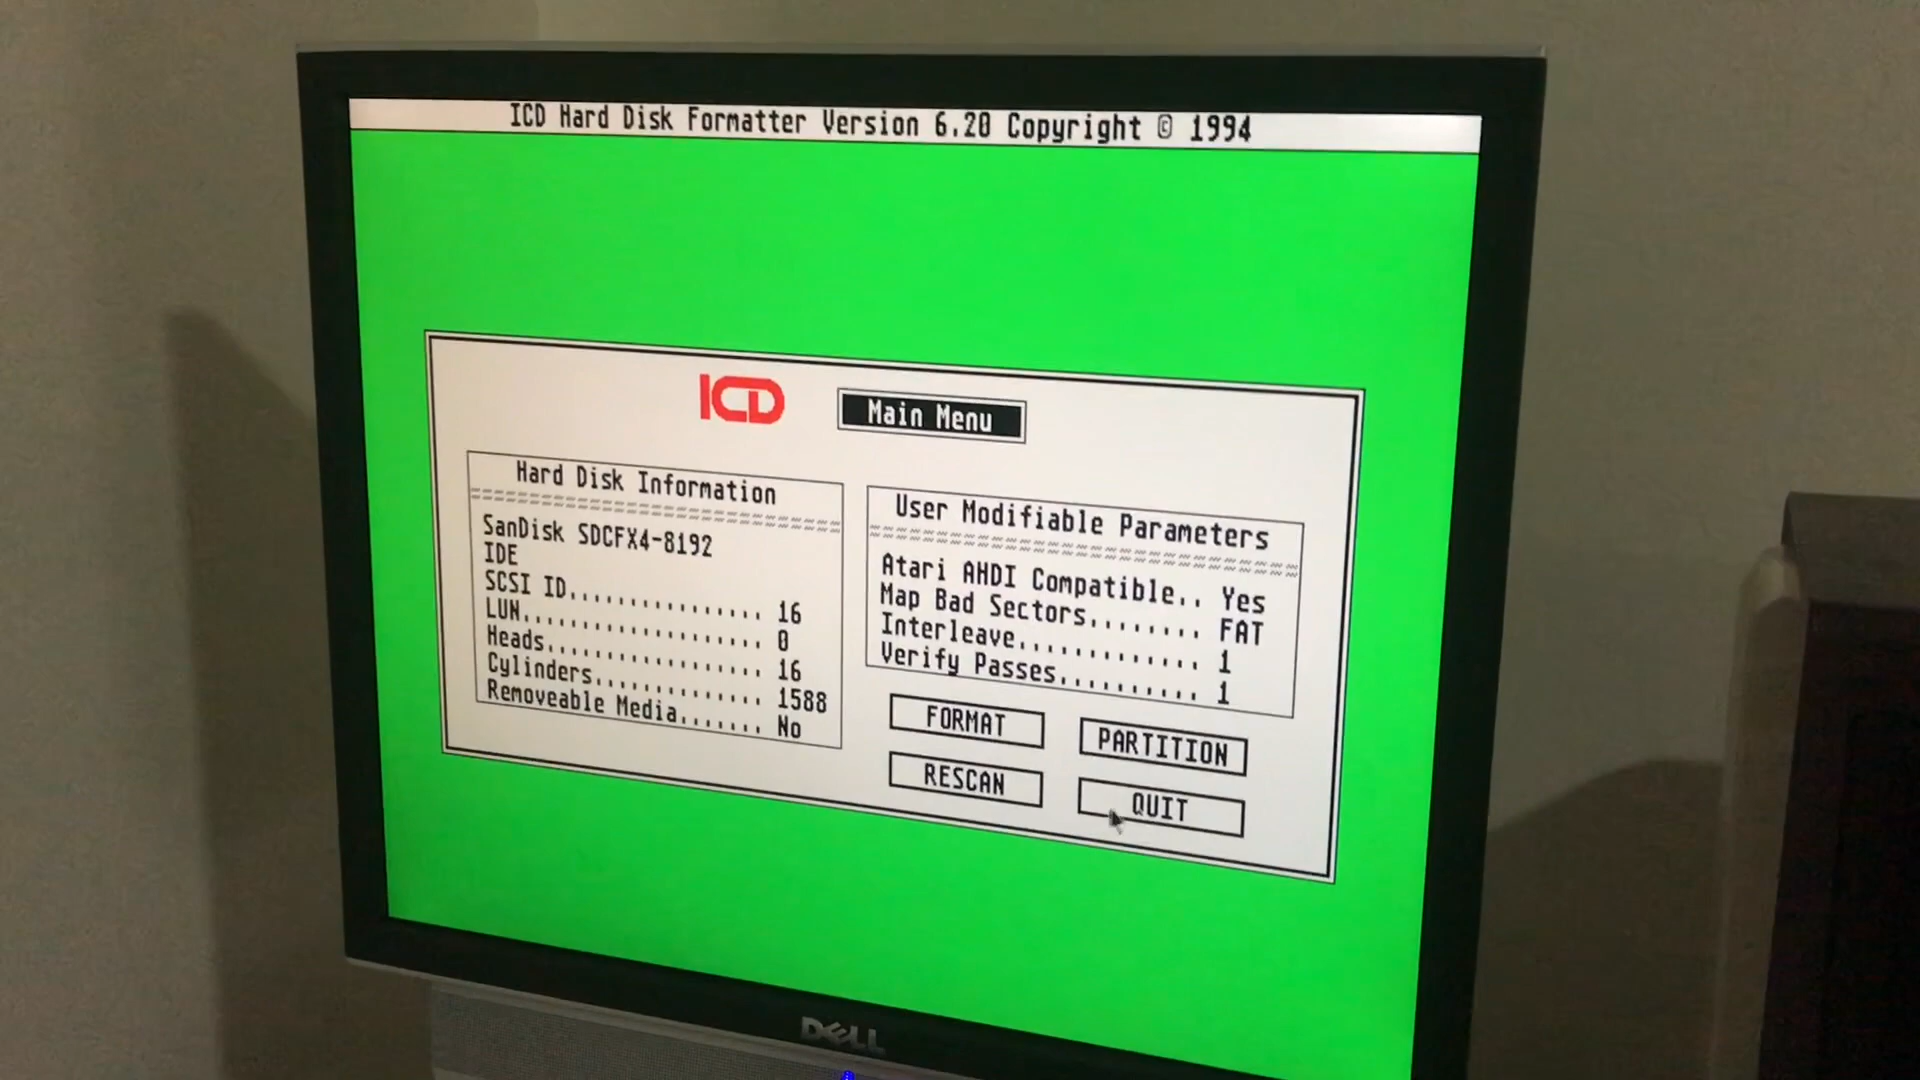 ICD Hard Disk Formatter Version 6.20 Copyright © 1994
ICD
Main Menu
Hard Disk Information
SanDisk SDCFX4-8192
IDE
SCSI ID................ 16
LUN.................... 0
Heads.................. 16
Cylinders.............. 1588
Removeable Media....... No
User Modifiable Parameters
Atari AHDI Compatible.. Yes
Map Bad Sectors........ FAT
Interleave............. 1
Verify Passes.......... 1
FORMAT
PARTITION
RESCAN
QUIT
DELL